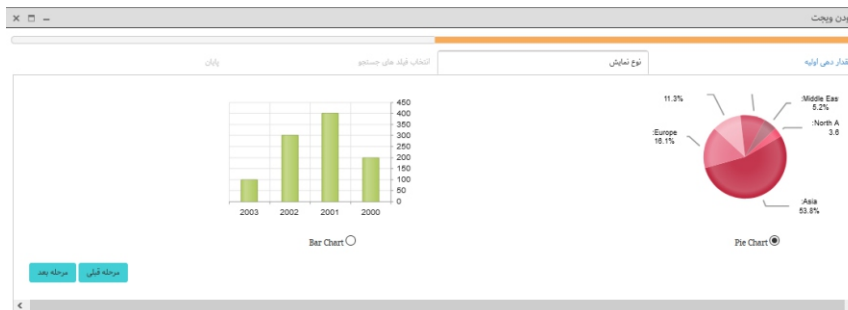 ودن ویجت
قدار دهی اولیه
نوع نمایش
انتخاب فیلد های جستجو
پایان
11.3%
:Middle Eas
5.2%
:North A
3.6
:Europe
16.1%
:Asia
53.8%
Pie Chart
450
400
350
300
250
200
150
100
50
0
2003 2002 2001 2000
Bar Chart
مرحله قبلی
مرحله بعد